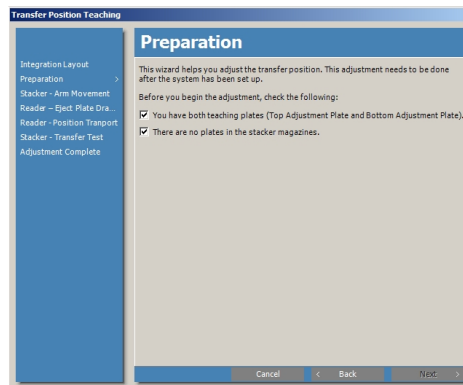 Transfer Position Teaching
Preparation
Integration Layout
Preparation >
Stacker - Arm Movement
Reader – Eject Plate Dra...
Reader - Position Tranport
Stacker - Transfer Test
Adjustment Complete
This wizard helps you adjust the transfer position. This adjustment needs to be done
after the system has been set up.
Before you begin the adjustment, check the following:
You have both teaching plates (Top Adjustment Plate and Bottom Adjustment Plate).
There are no plates in the stacker magazines.
Cancel < Back Next >